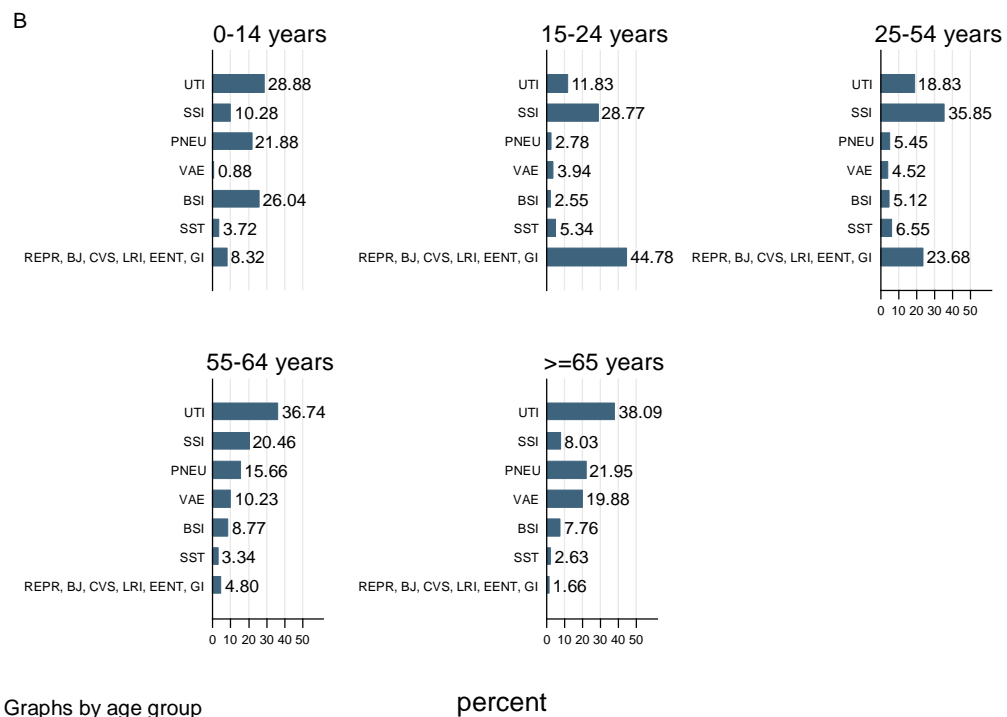 B
0-14 years
UTI 28.88
SSI 10.28
PNEU 21.88
VAE 0.88
BSI 26.04
SST 3.72
REPR, BJ, CVS, LRI, EENT, GI 8.32
15-24 years
UTI 11.83
SSI 28.77
PNEU 2.78
VAE 3.94
BSI 2.55
SST 5.34
REPR, BJ, CVS, LRI, EENT, GI 44.78
25-54 years
UTI 18.83
SSI 35.85
PNEU 5.45
VAE 4.52
BSI 5.12
SST 6.55
REPR, BJ, CVS, LRI, EENT, GI 23.68
0 10 20 30 40 50
55-64 years
UTI 36.74
SSI 20.46
PNEU 15.66
VAE 10.23
BSI 8.77
SST 3.34
REPR, BJ, CVS, LRI, EENT, GI 4.80
0 10 20 30 40 50
>=65 years
UTI 38.09
SSI 8.03
PNEU 21.95
VAE 19.88
BSI 7.76
SST 2.63
REPR, BJ, CVS, LRI, EENT, GI 1.66
0 10 20 30 40 50
percent
Graphs by age group